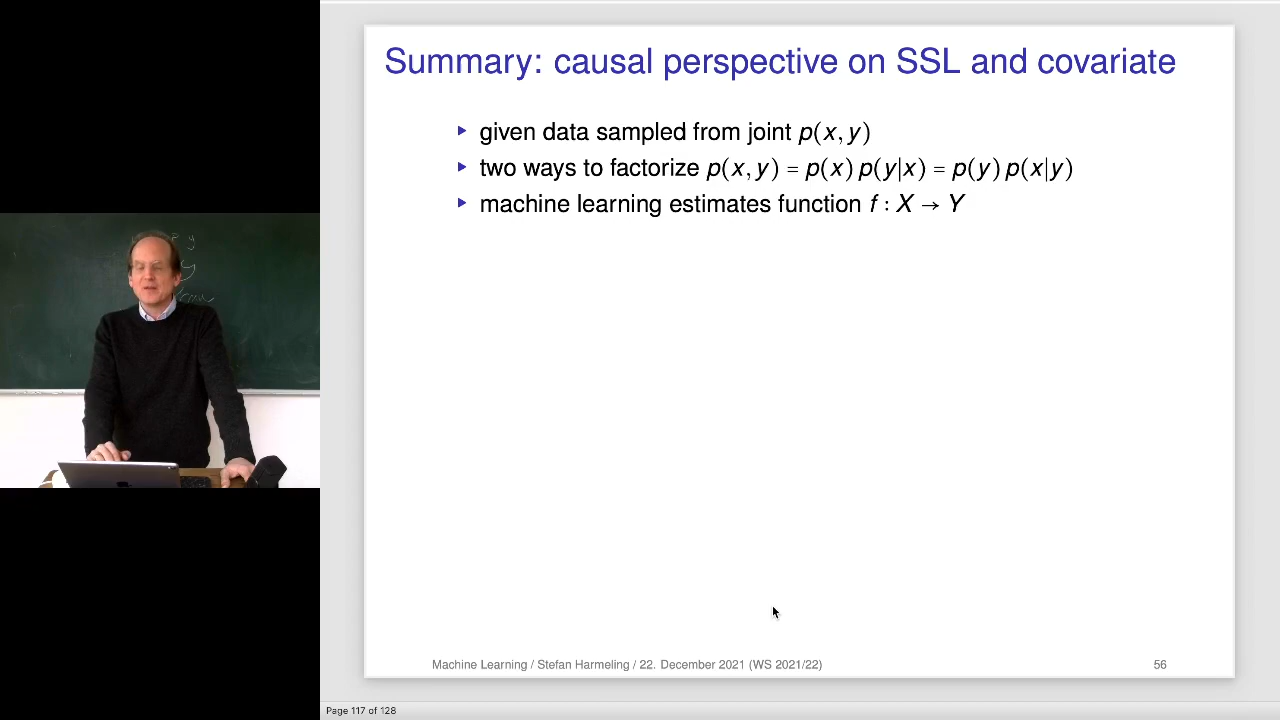 Summary: causal perspective on SSL and covariate
▸ given data sampled from joint p(x, y)
▸ two ways to factorize p(x, y) = p(x) p(y|x) = p(y) p(x|y)
▸ machine learning estimates function f : X → Y
Machine Learning / Stefan Harmeling / 22. December 2021 (WS 2021/22)
56
Page 117 of 128